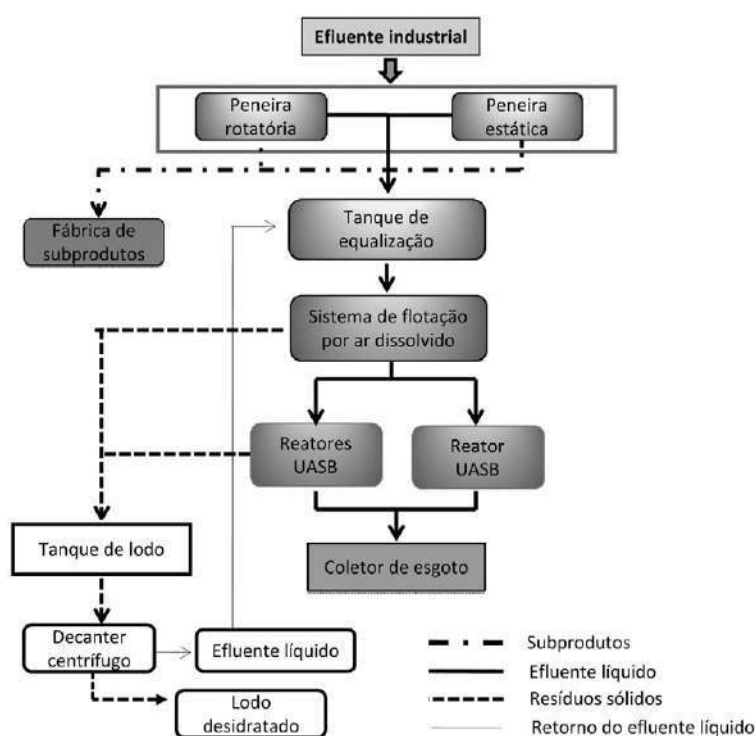 Efluente industrial
Peneira
rotatória
Peneira
estática
Fábrica de
subprodutos
Tanque de
equalização
Sistema de flotação
por ar dissolvido
Reatores
UASB
Reator
UASB
Tanque de lodo
Coletor de esgoto
Decanter
centrífugo
Efluente líquido
Lodo
desidratado
Subprodutos
Efluente líquido
Resíduos sólidos
Retorno do efluente líquido